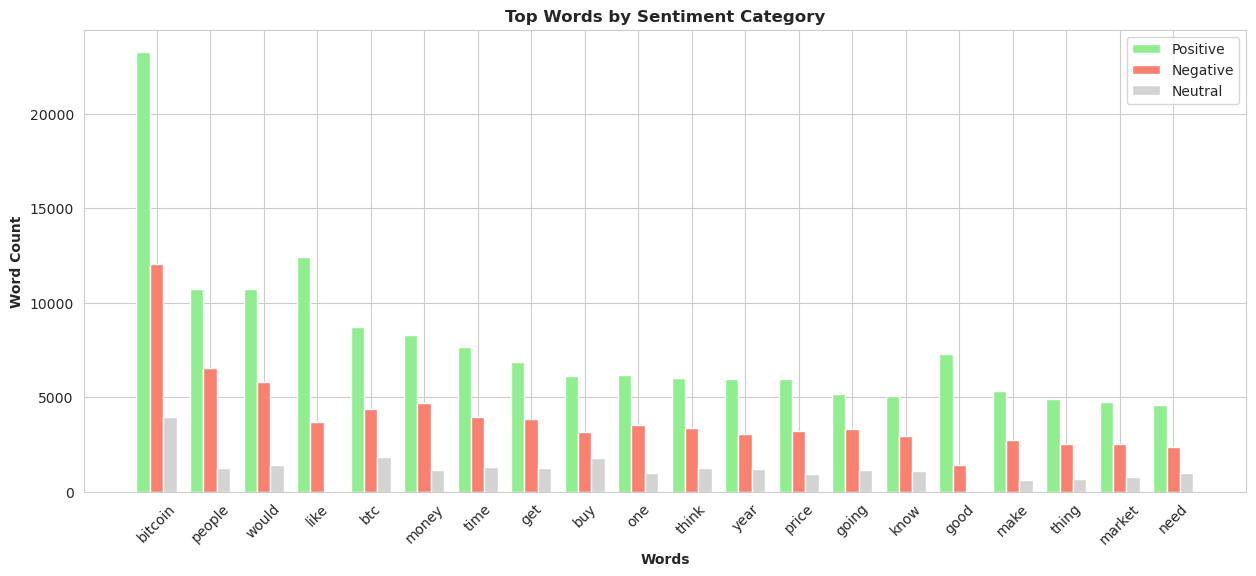 Top Words by Sentiment Category
Positive
Negative
Neutral
Word Count
20000
15000
10000
5000
0
bitcoin
people
would
like
btc
money
time
get
buy
one
think
year
price
going
know
good
make
thing
market
need
Words